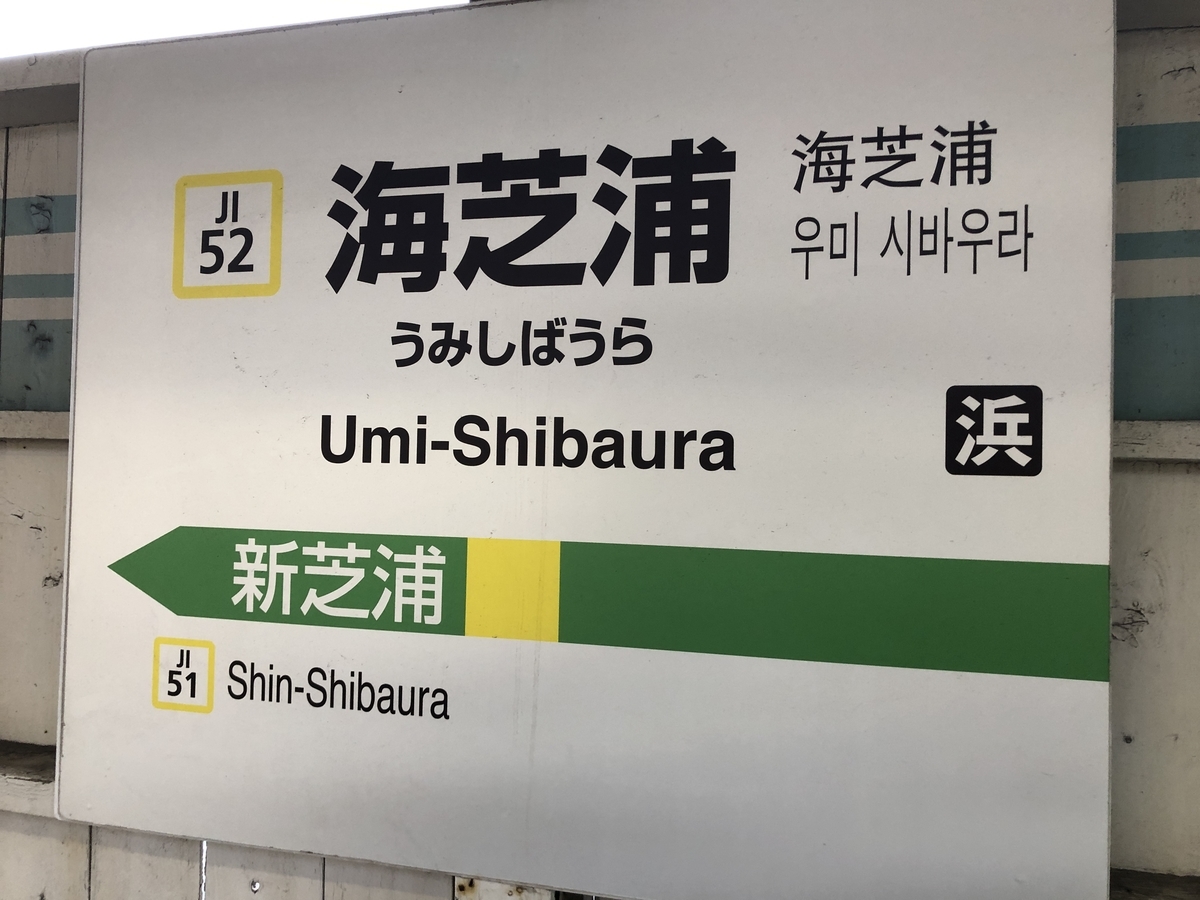 JI
52
海芝浦
海芝浦
우미 시바우라
うみしばうら
Umi-Shibaura
浜
新芝浦
JI
51
Shin-Shibaura